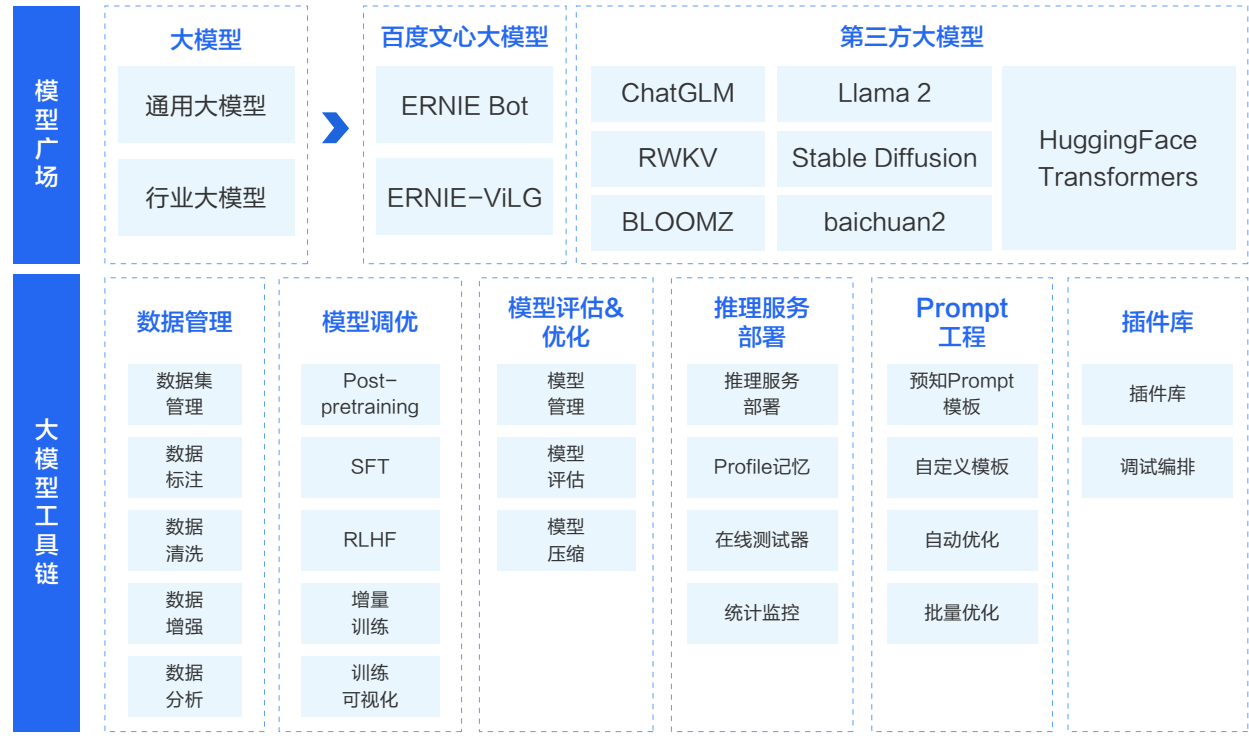 模型广场
大模型
通用大模型
行业大模型
百度文心大模型
ERNIE Bot
ERNIE-ViLG
第三方大模型
ChatGLM
Llama 2
RWKV
Stable Diffusion
BLOOMZ
baichuan2
HuggingFace
Transformers
大模型工具链
数据管理
数据集
管理
数据
标注
数据
清洗
数据
增强
数据
分析
模型调优
Post-
pretraining
SFT
RLHF
增量
训练
训练
可视化
模型评估&
优化
模型
管理
模型
评估
模型
压缩
推理服务
部署
推理服务
部署
Profile记忆
在线测试器
统计监控
Prompt
工程
预知Prompt
模板
自定义模板
自动优化
批量优化
插件库
插件库
调试编排